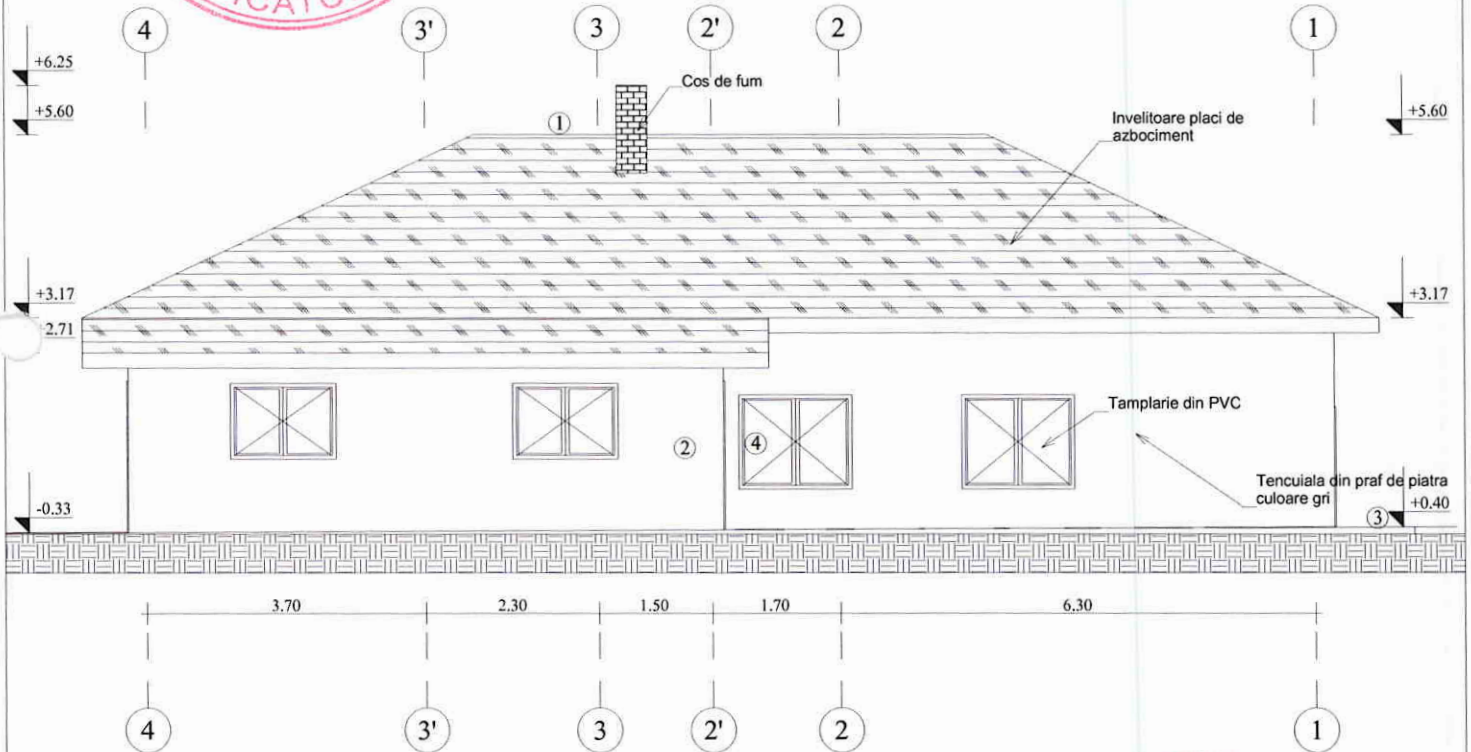 ICATO
4 3' 3 2' 2 1
+6.25
+5.60
Cos de fum
+5.60
1
Invelitoare placi de
azbociment
+3.17
+3.17
2.71
Tamplarie din PVC
2
4
Tencuiala din praf de piatra
culoare gri
-0.33
+0.40
3
3.70 2.30 1.50 1.70 6.30
4 3' 3 2' 2 1